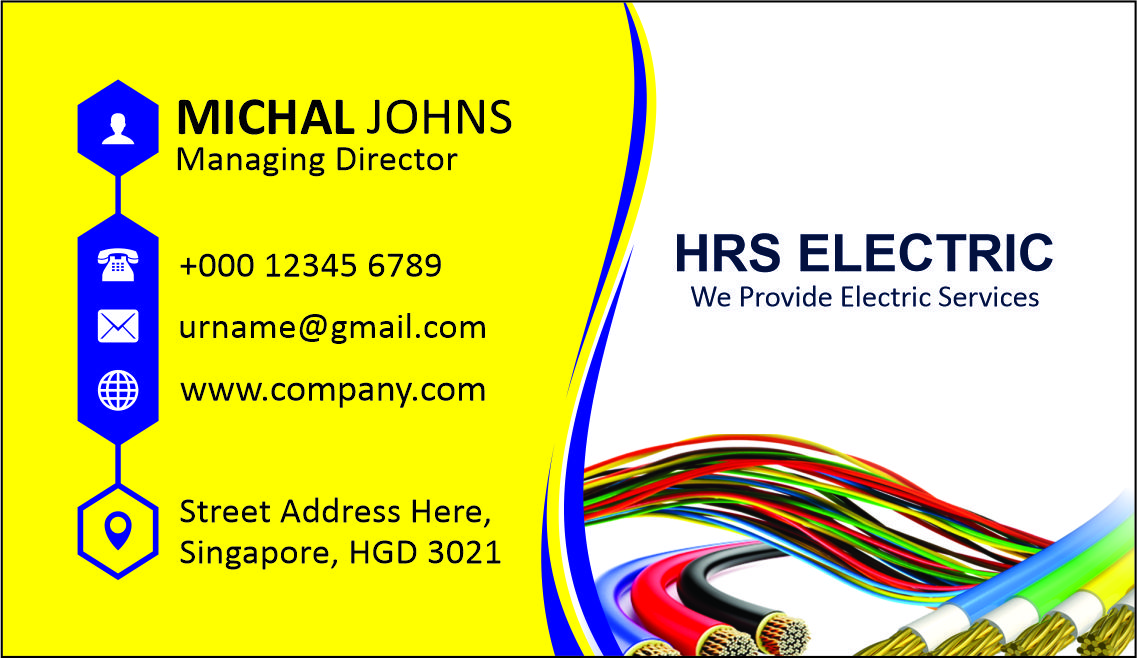 MICHAL JOHNS
Managing Director
+000 12345 6789
urname@gmail.com
www.company.com
Street Address Here,
Singapore, HGD 3021
HRS ELECTRIC
We Provide Electric Services